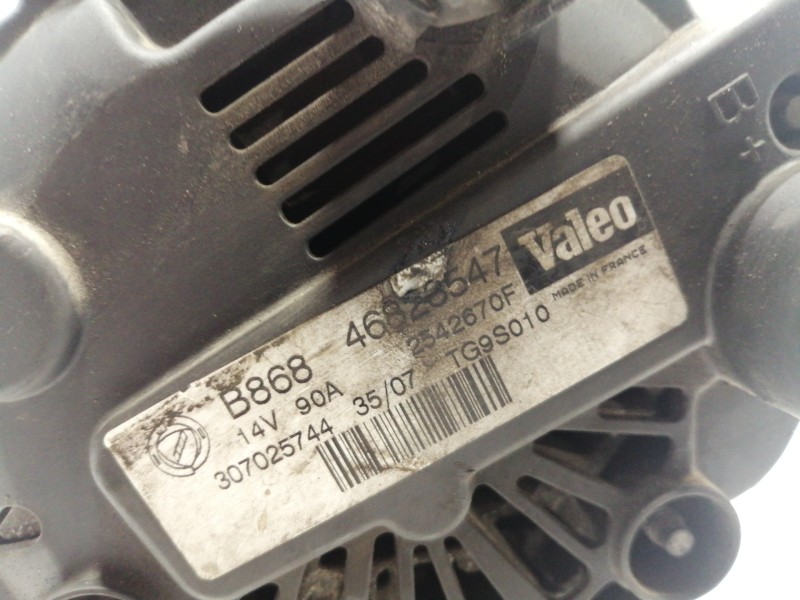 B+
Valeo
MADE IN FRANCE
B868 46823547
2542670F
14V 90A
TG9S010
307025744 35/07